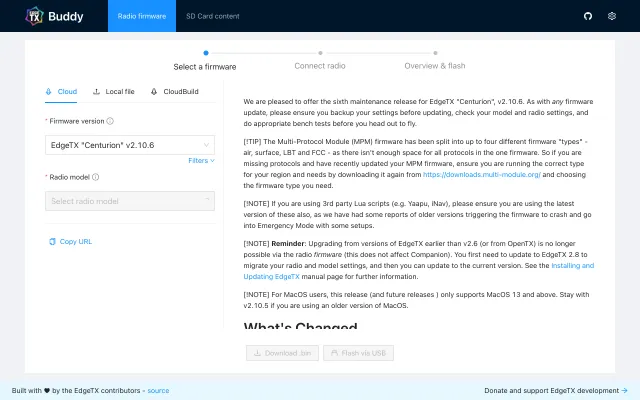 EDGE TX Buddy
Radio firmware
SD Card content
Select a firmware
Connect radio
Overview & flash
Cloud
Local file
CloudBuild
* Firmware version
EdgeTX "Centurion" v2.10.6
Filters
* Radio model
Select radio model
Copy URL
We are pleased to offer the sixth maintenance release for EdgeTX "Centurion", v2.10.6. As with any firmware
update, please ensure you backup your settings before updating, check your model and radio settings, and
do appropriate bench tests before you head out to fly.
[!TIP] The Multi-Protocol Module (MPM) firmware has been split into up to four different firmware "types" -
air, surface, LBT and FCC - as there isn't enough space for all protocols in the one firmware. So if you are
missing protocols and have recently updated your MPM firmware, ensure you are running the correct type
for your region and needs by downloading it again from https://downloads.multi-module.org/ and choosing
the firmware type you need.
[!NOTE] If you are using 3rd party Lua scripts (e.g. Yaapu, iNav), please ensure you are using the latest
version of these also, as we have had some reports of older versions triggering the firmware to crash and go
into Emergency Mode with some setups.
[!NOTE] Reminder: Upgrading from versions of EdgeTX earlier than v2.6 (or from OpenTX) is no longer
possible via the radio firmware (this does not affect Companion). You first need to update to EdgeTX 2.8 to
migrate your radio and model settings, and then you can update to the current version. See the Installing and
Updating EdgeTX manual page for further information.
[!NOTE] For MacOS users, this release (and future releases ) only supports MacOS 13 and above. Stay with
v2.10.5 if you are using an older version of MacOS.
What's Changed
Download .bin
Flash via USB
Built with ♥ by the EdgeTX contributors - source
Donate and support EdgeTX development →